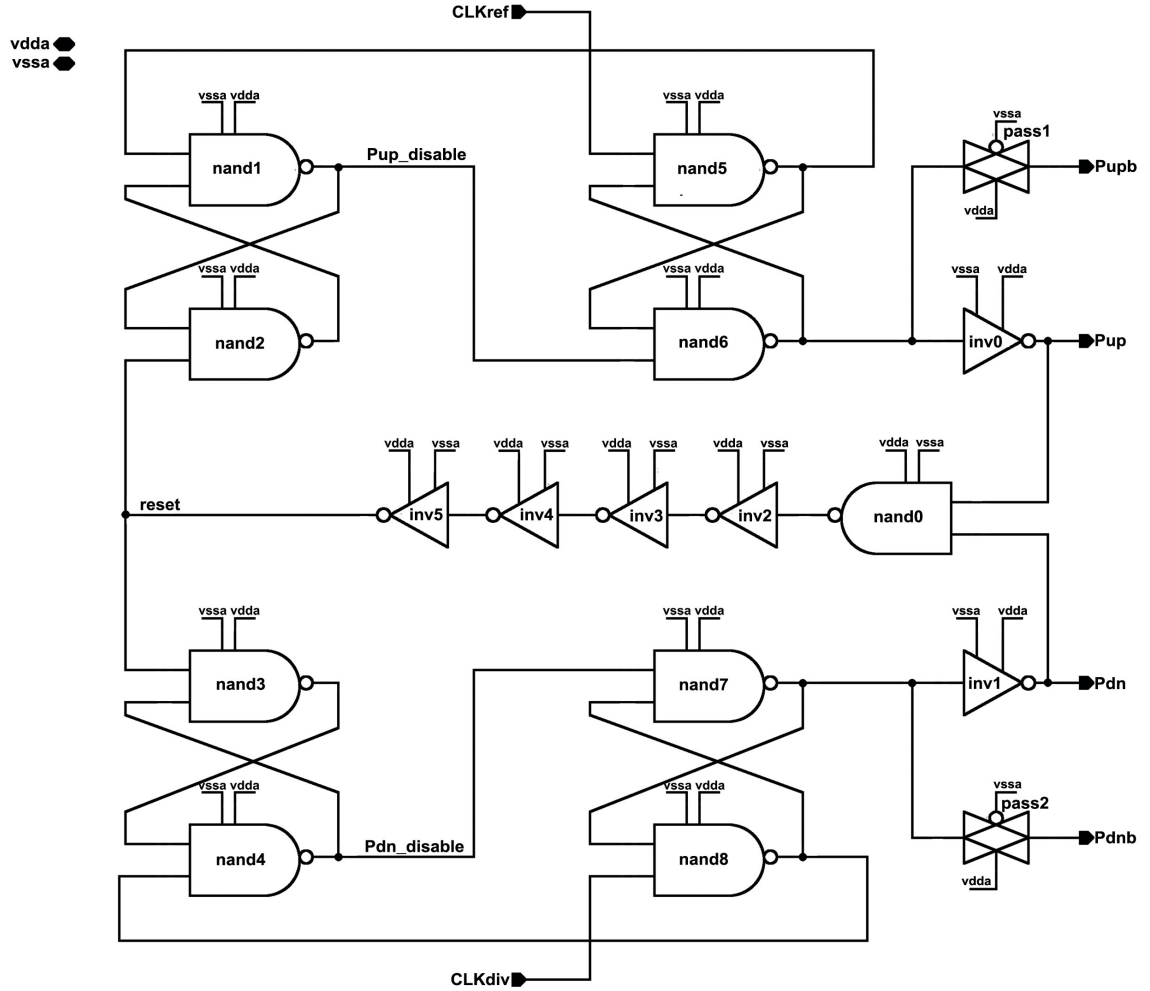 CLKref
vdda
vssa
vssa vdda
vssa vdda
vssa
pass1
nand1
Pup_disable
nand5
Pupb
vdda
vssa vdda
vssa vdda
vssa
vdda
nand2
nand6
inv0
Pup
vdda
vssa
vdda
vssa
vdda
vssa
vdda
vssa
vdda
vssa
reset
inv5
inv4
inv3
inv2
nand0
vssa vdda
vssa vdda
vssa
vdda
nand3
nand7
inv1
Pdn
vssa vdda
vssa vdda
vssa
pass2
nand4
Pdn_disable
nand8
Pdnb
vdda
CLKdiv